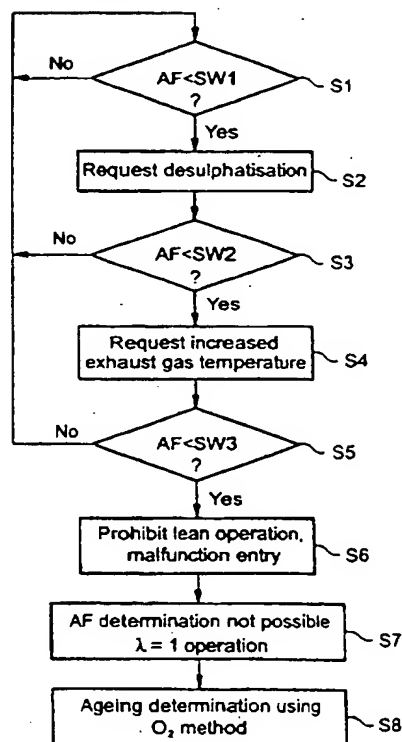 No
AF<SW1
?
S1
Yes
Request desulphatisation
S2
No
AF<SW2
?
S3
Yes
Request increased
exhaust gas temperature
S4
No
AF<SW3
?
S5
Yes
Prohibit lean operation,
malfunction entry
S6
AF determination not possible
λ = 1 operation
S7
Ageing determination using
O₂ method
S8